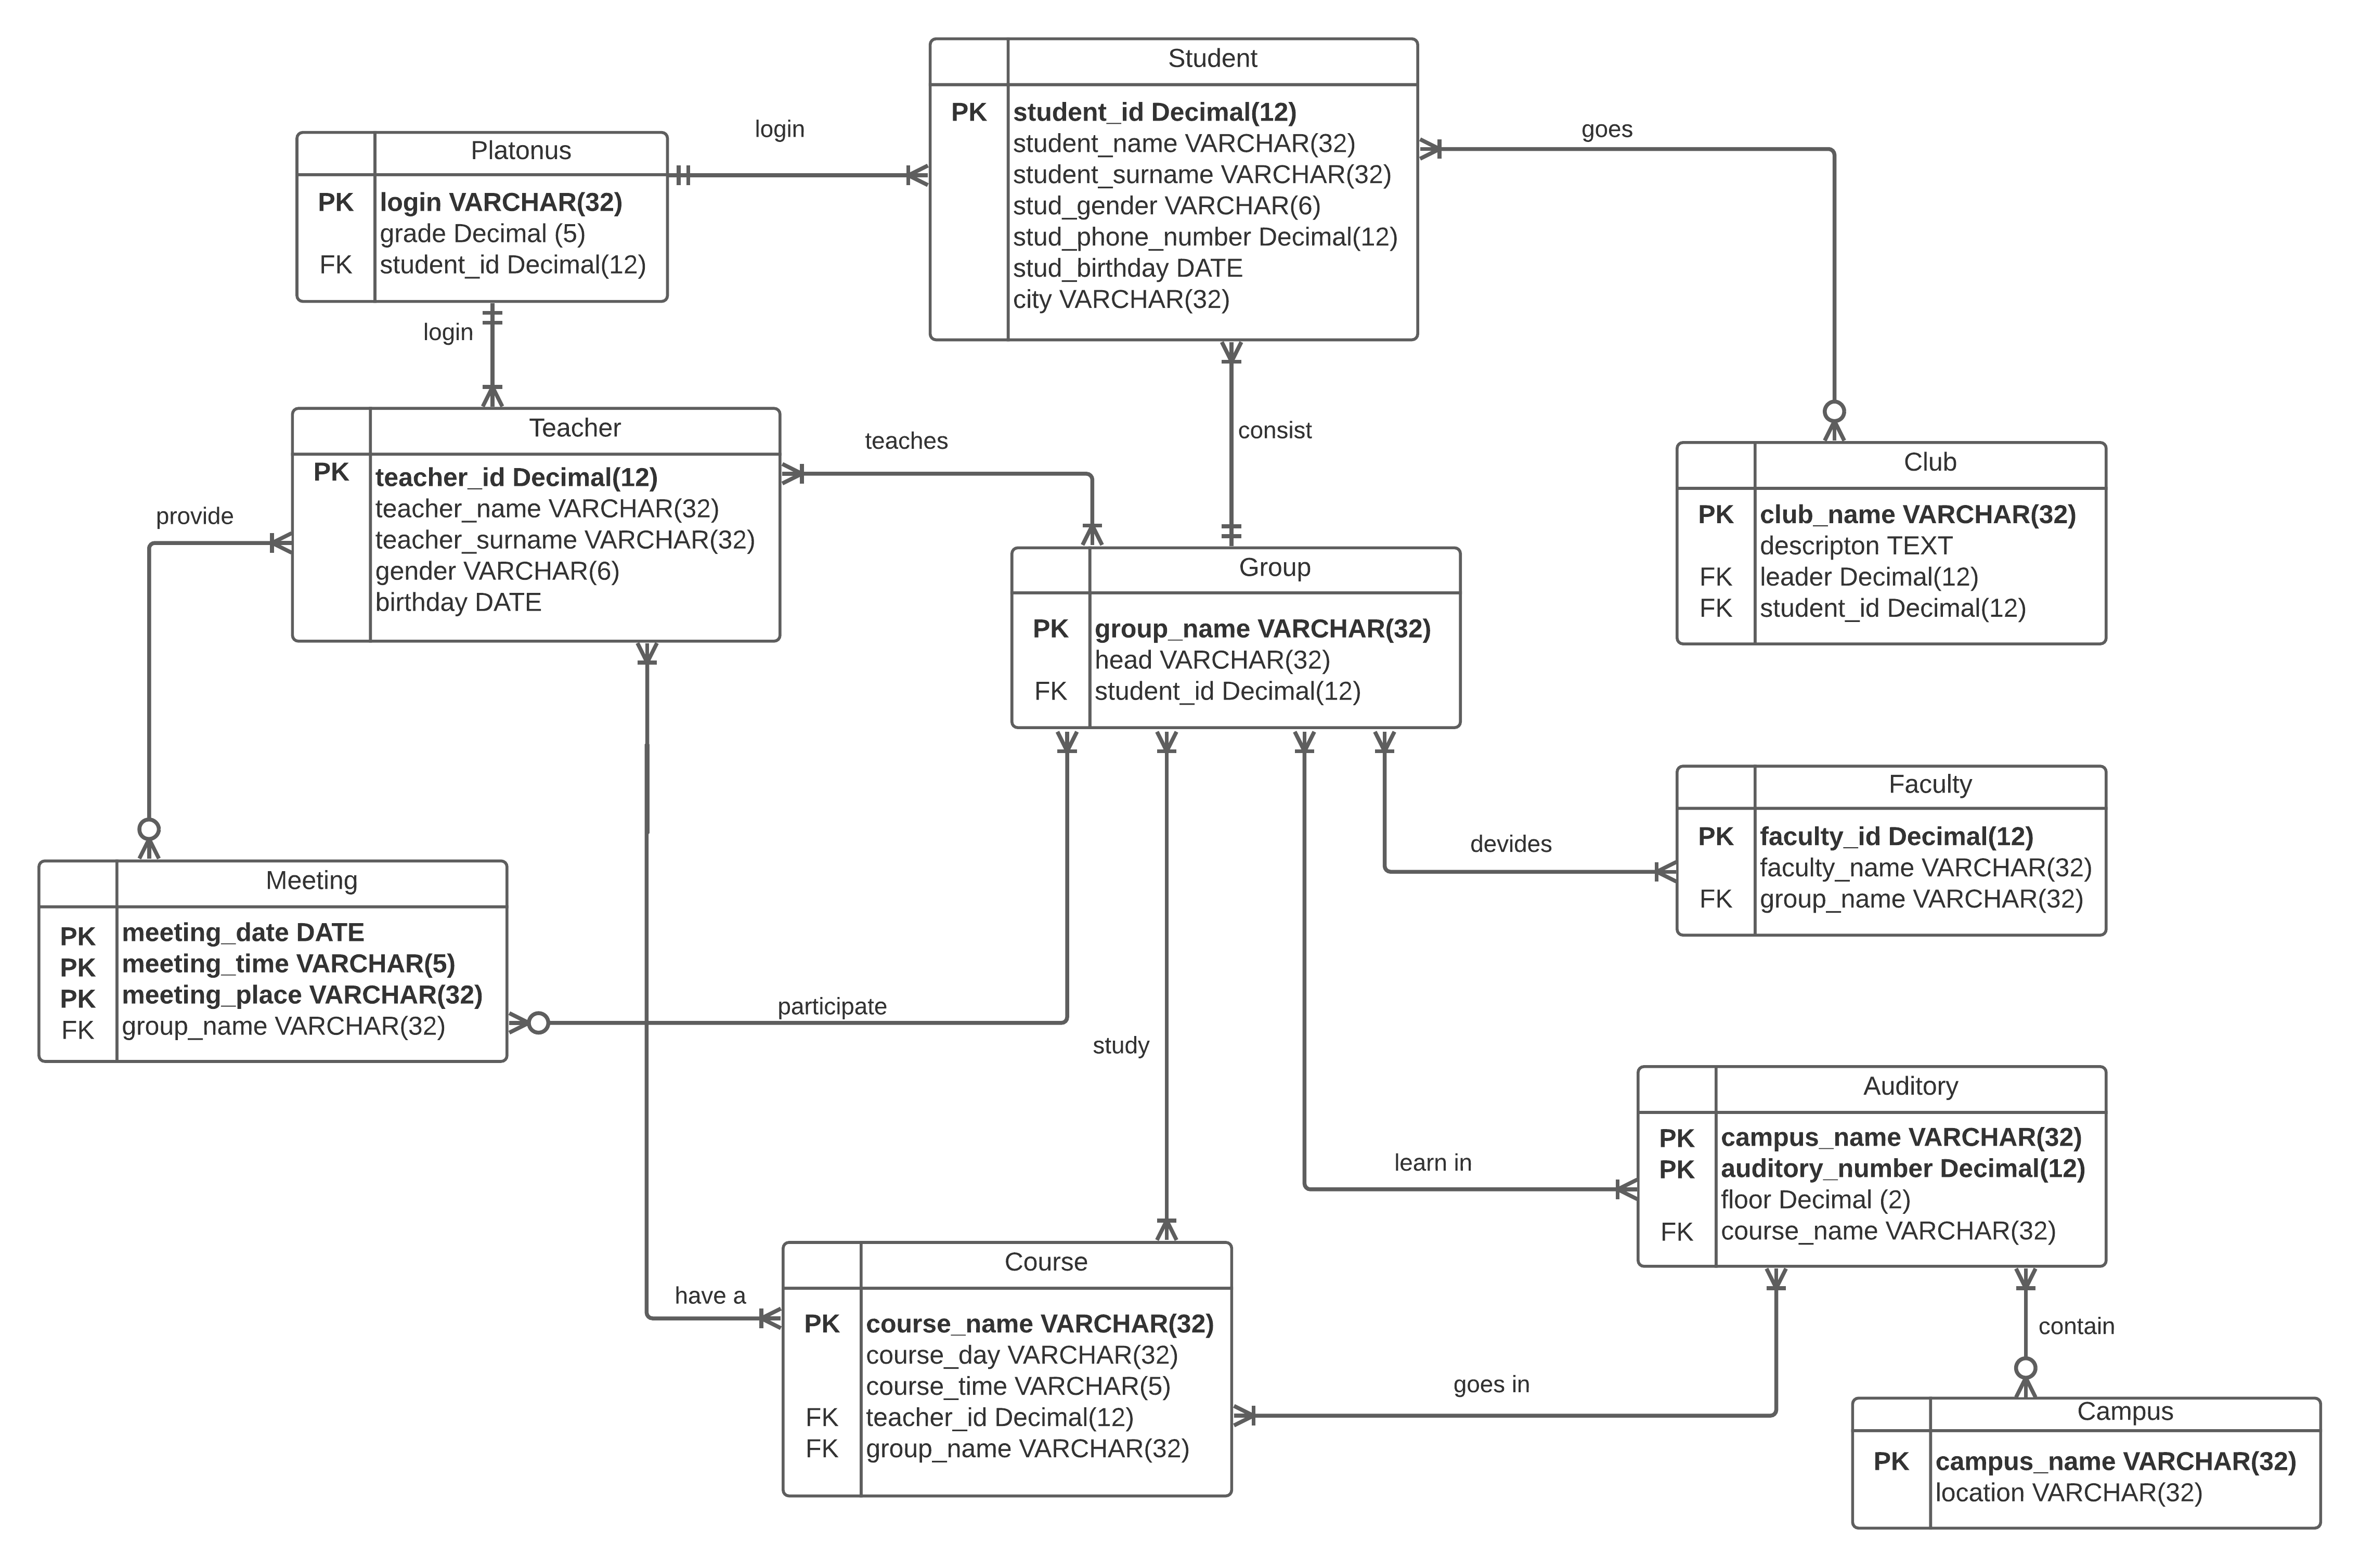 Student
PK student_id Decimal(12)
student_name VARCHAR(32)
student_surname VARCHAR(32)
stud_gender VARCHAR(6)
stud_phone_number Decimal(12)
stud_birthday DATE
city VARCHAR(32)
login
goes
Platonus
PK login VARCHAR(32)
grade Decimal (5)
FK student_id Decimal(12)
login
consist
teaches
Teacher
PK teacher_id Decimal(12)
teacher_name VARCHAR(32)
teacher_surname VARCHAR(32)
gender VARCHAR(6)
birthday DATE
provide
Club
PK club_name VARCHAR(32)
descripton TEXT
FK leader Decimal(12)
FK student_id Decimal(12)
Group
PK group_name VARCHAR(32)
head VARCHAR(32)
FK student_id Decimal(12)
Faculty
PK faculty_id Decimal(12)
faculty_name VARCHAR(32)
FK group_name VARCHAR(32)
devides
Meeting
PK meeting_date DATE
PK meeting_time VARCHAR(5)
PK meeting_place VARCHAR(32)
FK group_name VARCHAR(32)
participate
study
learn in
Auditory
PK campus_name VARCHAR(32)
PK auditory_number Decimal(12)
floor Decimal (2)
FK course_name VARCHAR(32)
have a
Course
PK course_name VARCHAR(32)
course_day VARCHAR(32)
course_time VARCHAR(5)
FK teacher_id Decimal(12)
FK group_name VARCHAR(32)
goes in
contain
Campus
PK campus_name VARCHAR(32)
location VARCHAR(32)